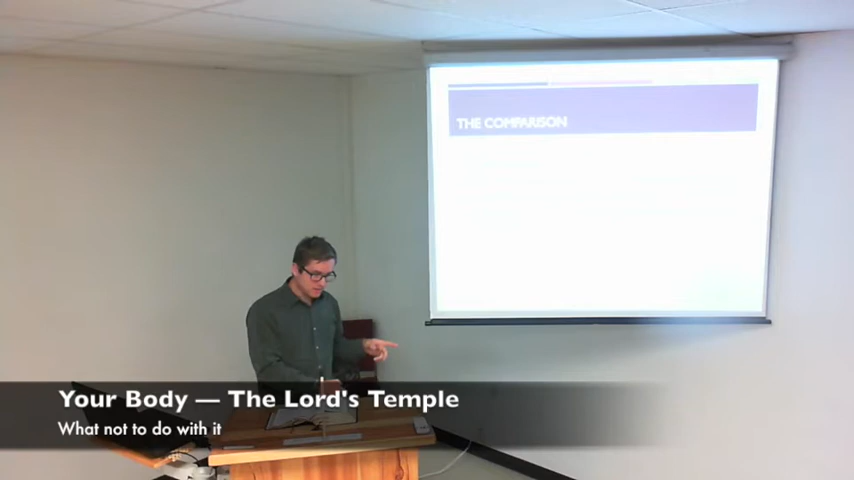 THE COMPARISON
Your Body — The Lord's Temple
What not to do with it